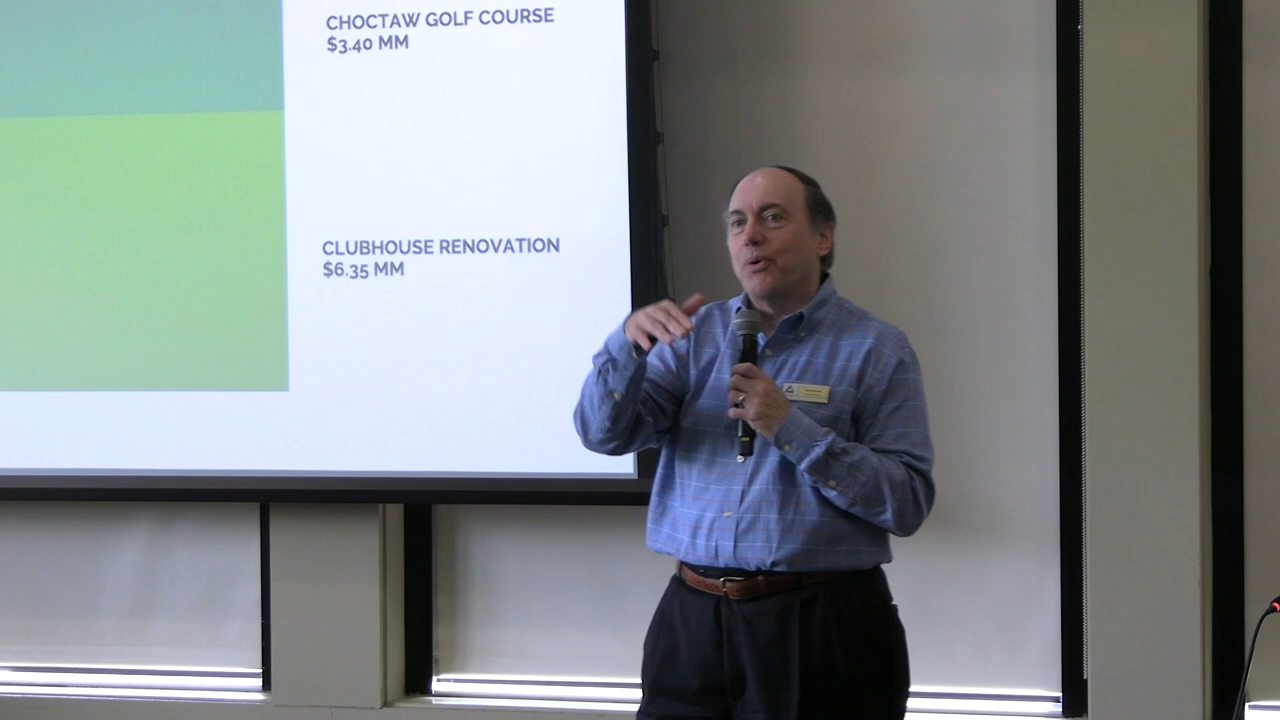 CHOCTAW GOLF COURSE
$3.40 MM
CLUBHOUSE RENOVATION
$6.35 MM